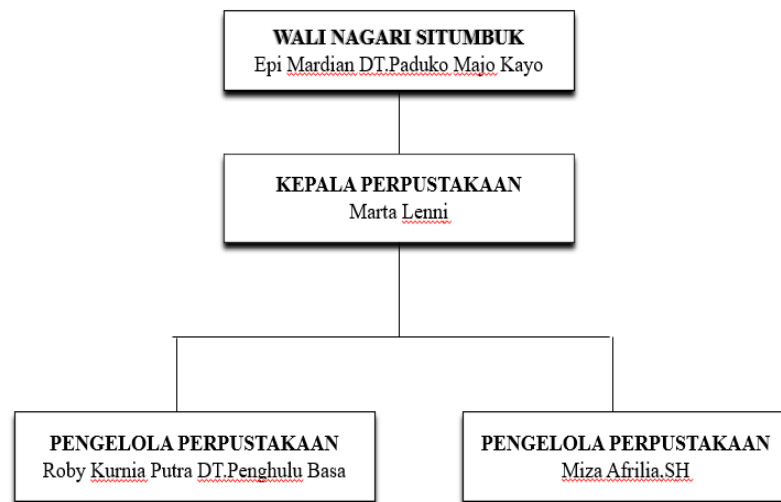 WALI NAGARI SITUMBUK
Epi Mardian DT.Paduko Majo Kayo
KEPALA PERPUSTAKAAN
Marta Lenni
PENGELOLA PERPUSTAKAAN
Roby Kurnia Putra DT.Penghulu Basa
PENGELOLA PERPUSTAKAAN
Miza Afrilia,SH